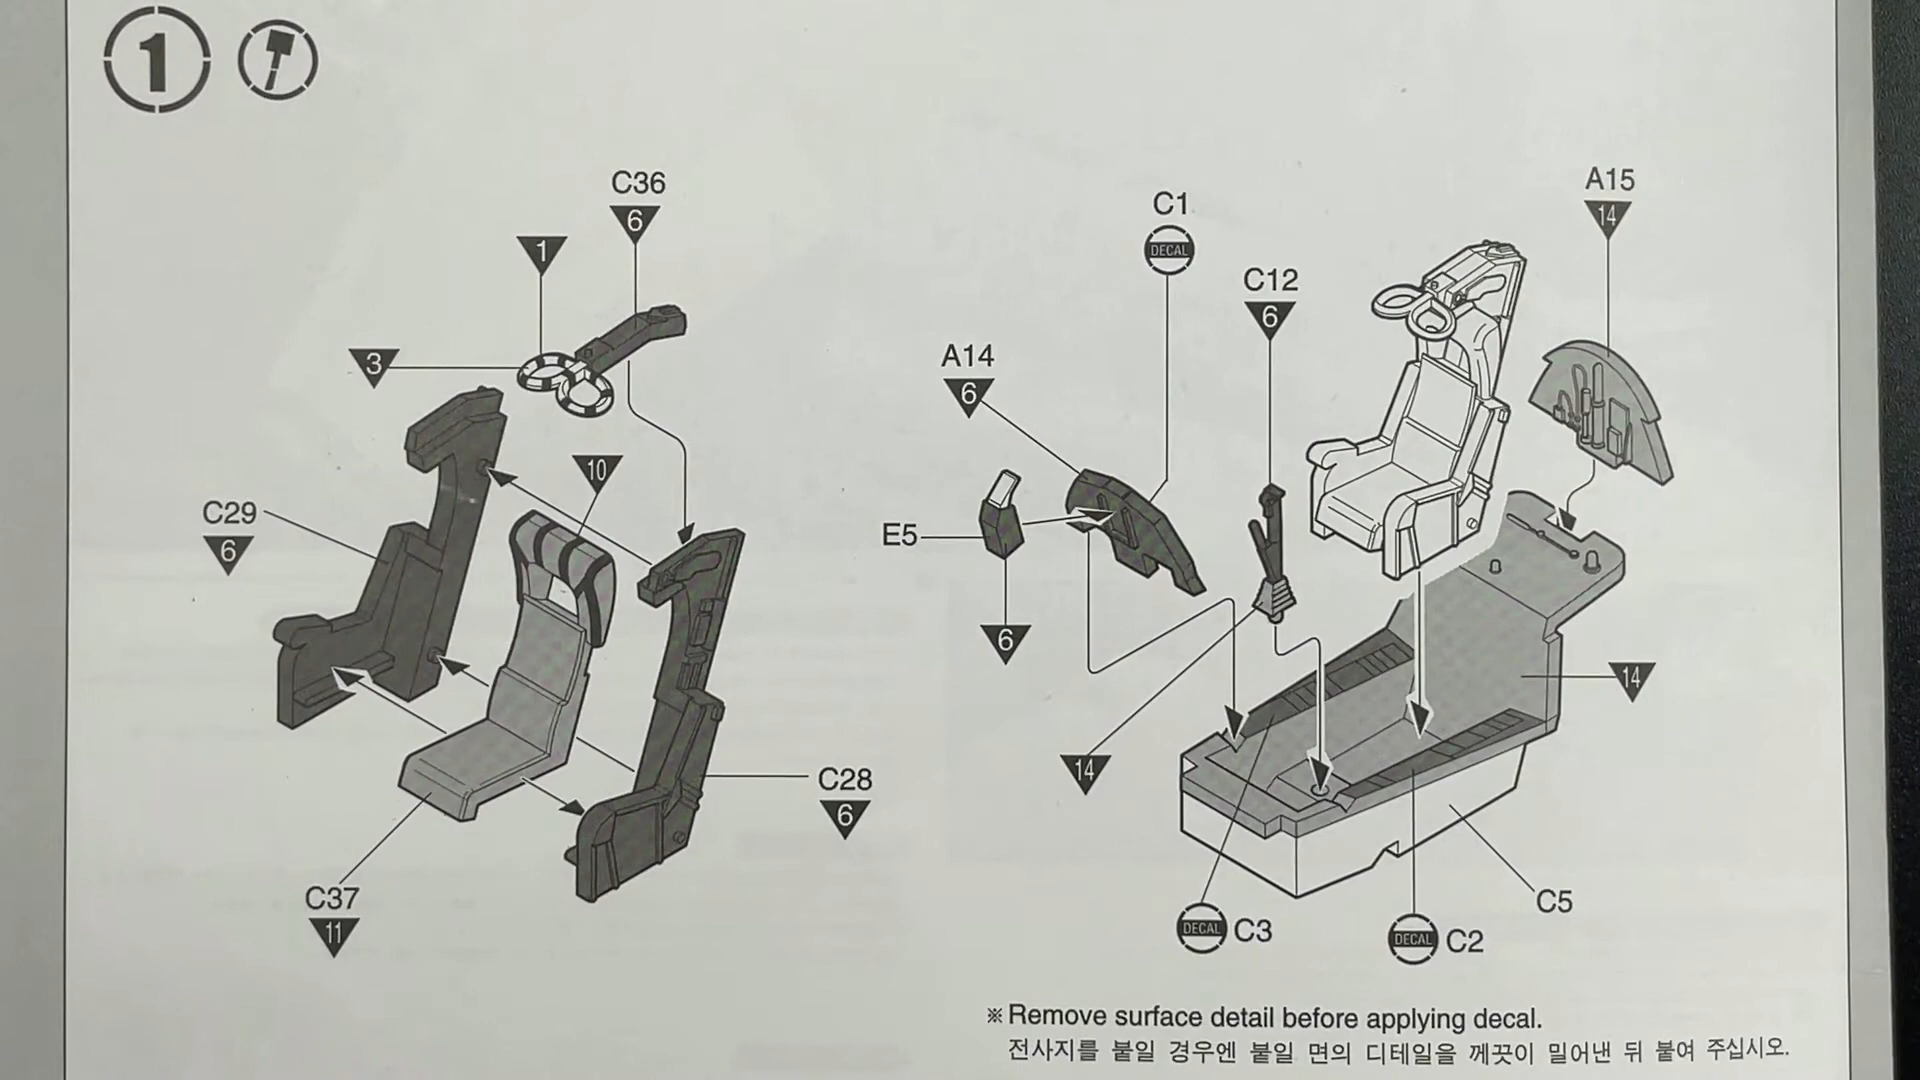 1
C36
6
1
3
10
C29
6
C28
6
C37
11
C1
DECAL
A15
14
C12
6
A14
6
E5
6
14
14
C5
DECAL C3
DECAL C2
※ Remove surface detail before applying decal.
전사지를 붙일 경우엔 붙일 면의 디테일을 께끗이 밀어낸 뒤 붙여 주십시오.